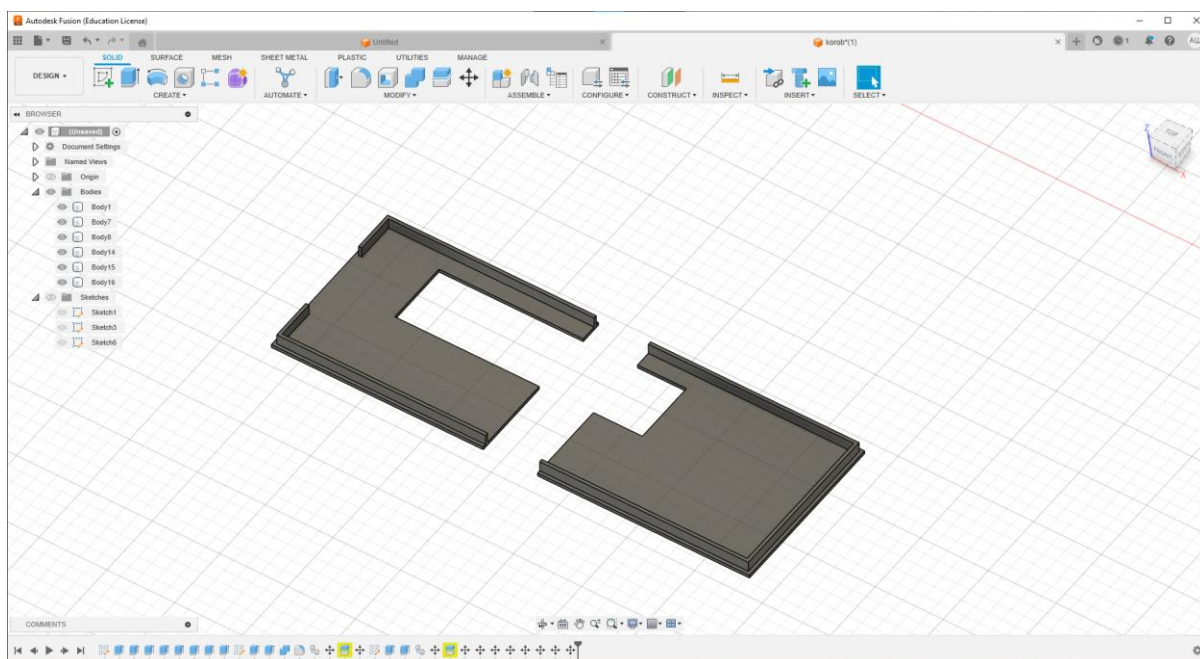 Autodesk Fusion (Education License)
Untitled
korob*(1)
1
SOLID
SURFACE
MESH
SHEET METAL
PLASTIC
UTILITIES
MANAGE
DESIGN
CREATE
AUTOMATE
MODIFY
ASSEMBLE
CONFIGURE
CONSTRUCT
INSPECT
INSERT
SELECT
BROWSER
(Unsaved)
Document Settings
Named Views
Origin
Bodies
Body1
Body7
Body8
Body14
Body15
Body16
Sketches
Sketch1
Sketch3
Sketch6
Z
TOP
FRONT
X
COMMENTS